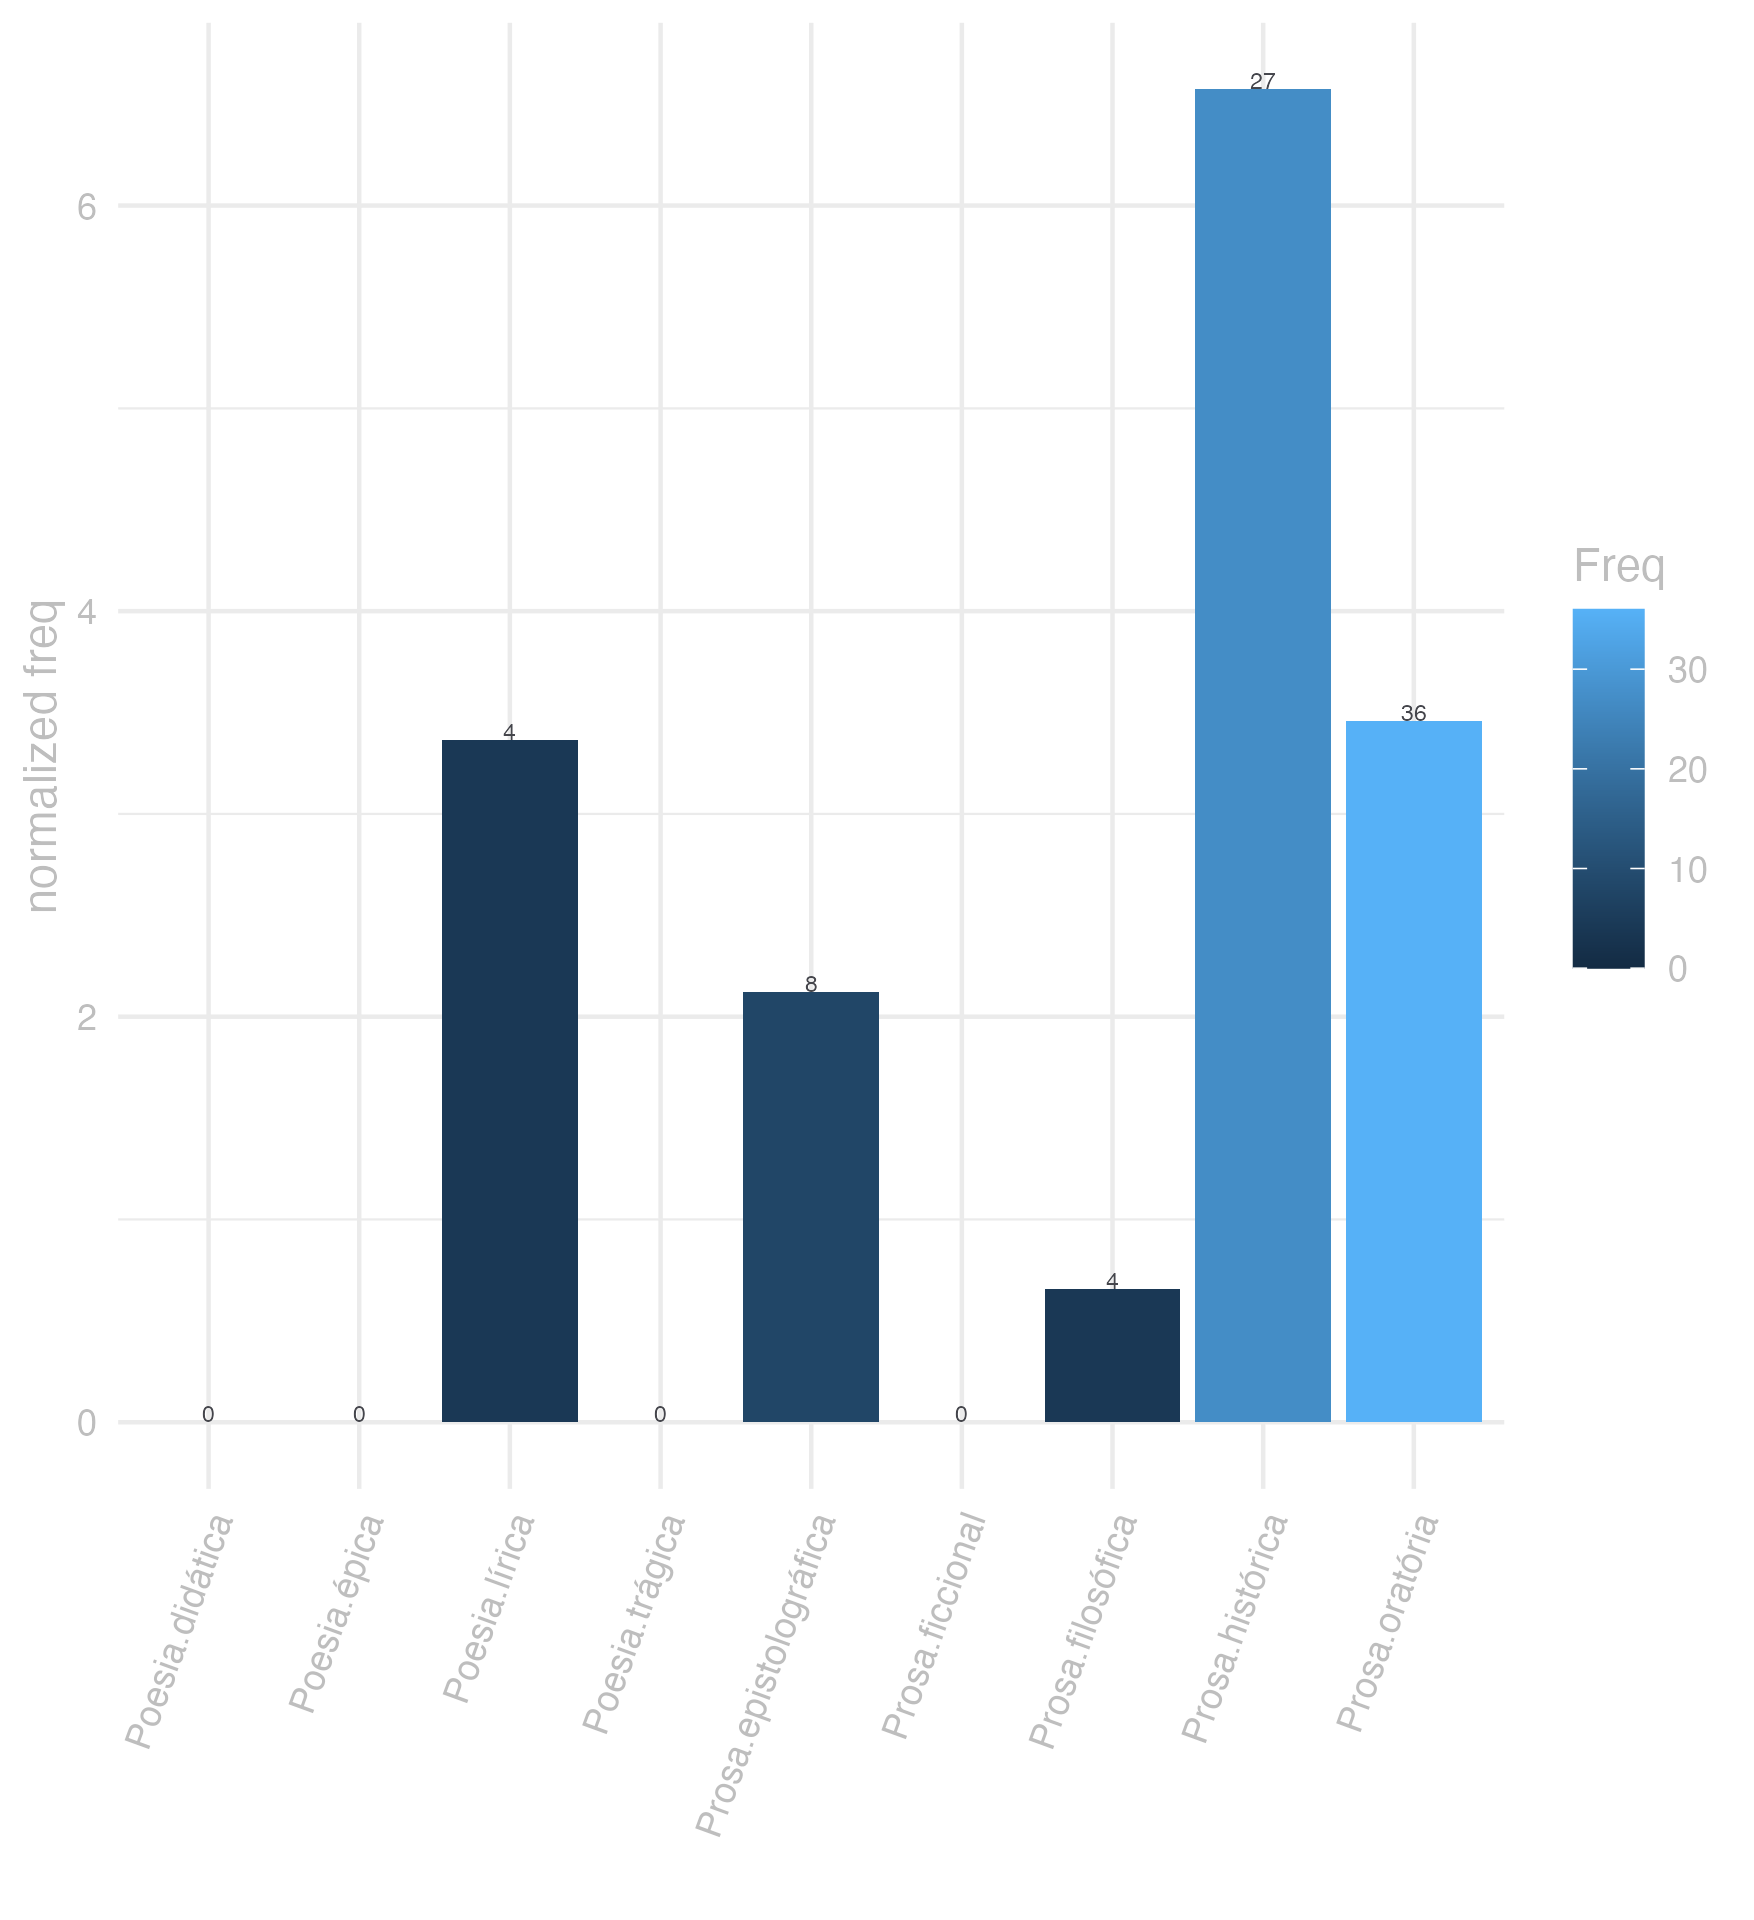 27
6
Freq
4
30
36
4
20
normalized freq
10
8
0
2
4
0
0
0
0
0
Poesia.didática
Poesia.épica
Poesia.lírica
Poesia.trágica
Prosa.epistolográfica
Prosa.ficcional
Prosa.filosófica
Prosa.histórica
Prosa.oratória